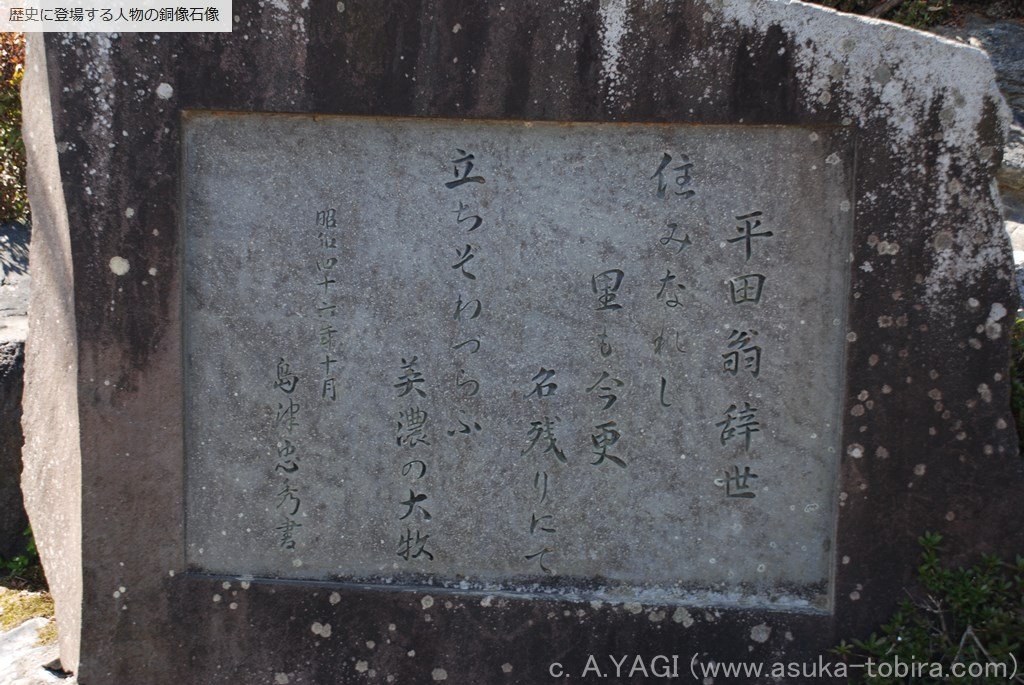 歴史に登場する人物の銅像石像
平田翁辞世
住みなれし
里も今更
名残りにて
立ちそわづらふ
美濃の大牧
昭和四十六年十月
島津忠秀書
c. A.YAGI (www.asuka-tobira.com)